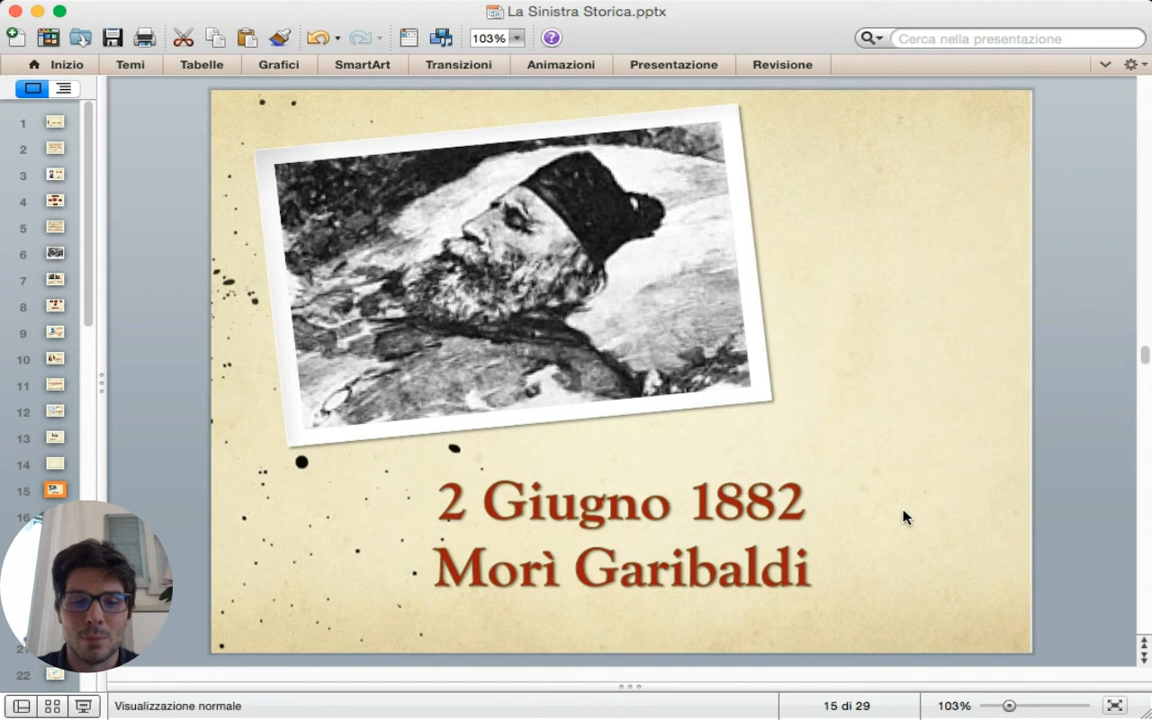 La Sinistra Storica.pptx
103%
Cerca nella presentazione
Inizio Temi Tabelle Grafici SmartArt Transizioni Animazioni Presentazione Revisione
1
2
3
4
5
6
7
8
9
10
11
12
13
14
15
16
22
2 Giugno 1882
Morì Garibaldi
Visualizzazione normale
15 di 29
103%